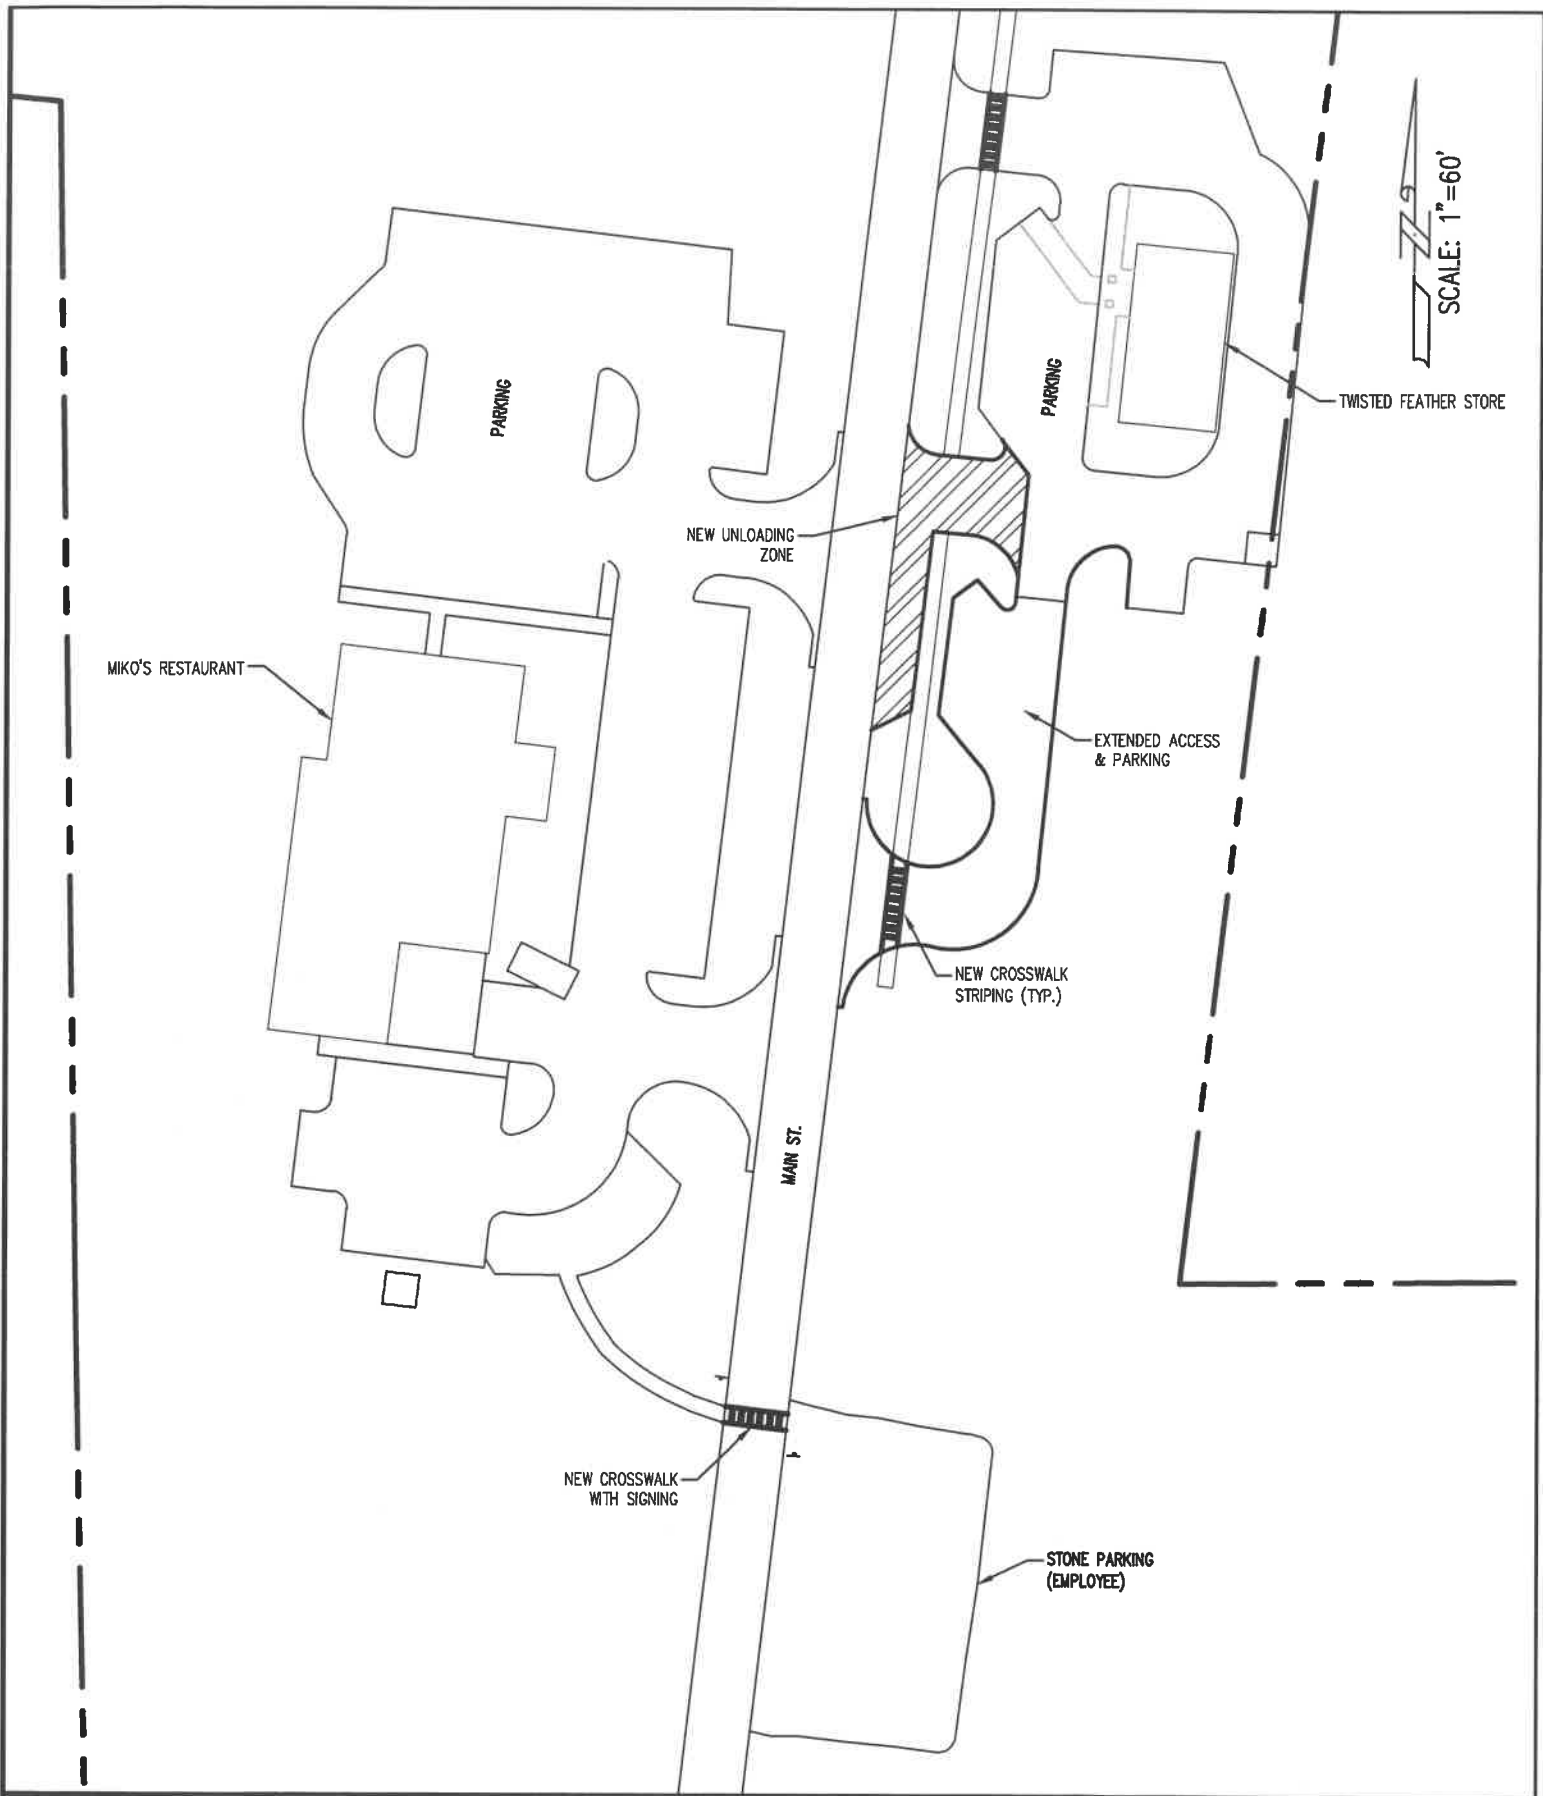 SCALE: 1"=60'
PARKING
PARKING
TWISTED FEATHER STORE
NEW UNLOADING
ZONE
MIKO'S RESTAURANT
EXTENDED ACCESS
& PARKING
NEW CROSSWALK
STRIPING (TYP.)
MAIN ST.
NEW CROSSWALK
WITH SIGNING
STONE PARKING
(EMPLOYEE)